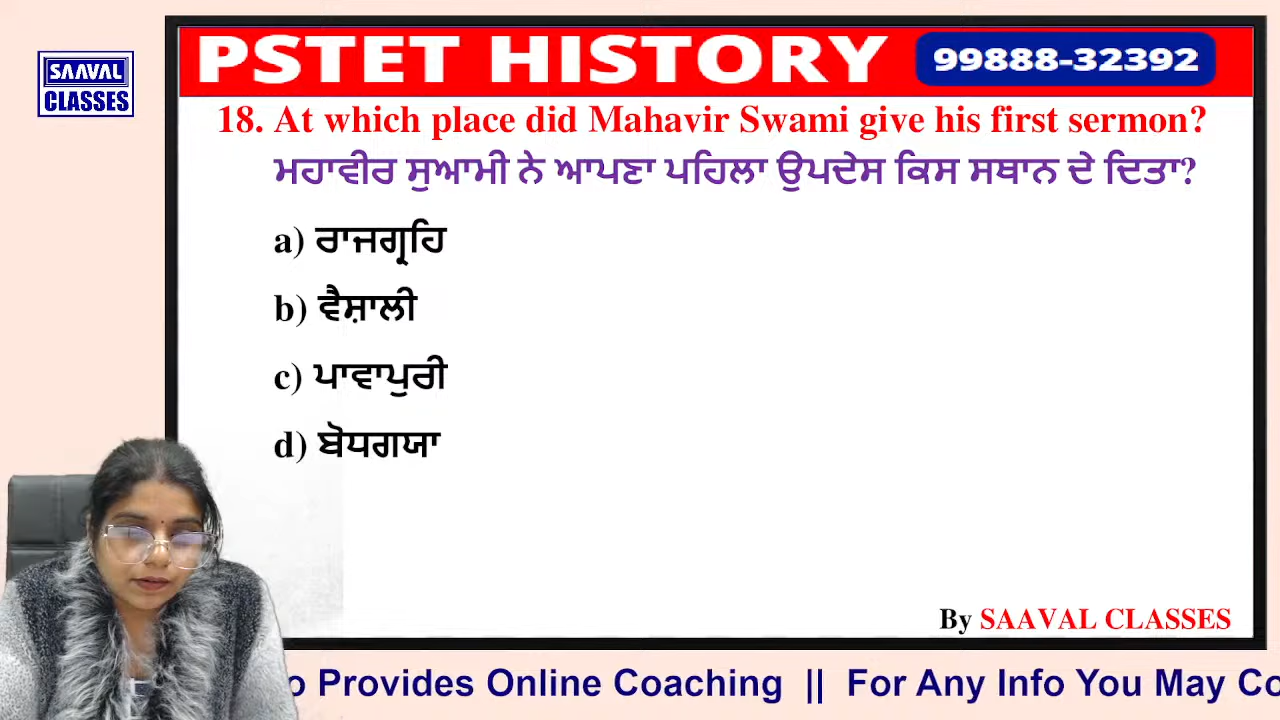 SAAVAL
CLASSES
PSTET HISTORY
99888-32392
18. At which place did Mahavir Swami give his first sermon?
ਮਹਾਵੀਰ ਸੁਆਮੀ ਨੇ ਆਪਣਾ ਪਹਿਲਾ ਉਪਦੇਸ ਕਿਸ ਸਥਾਨ ਦੇ ਦਿਤਾ?
a) ਰਾਜਗ੍ਰਹਿ
b) ਵੈਸ਼ਾਲੀ
c) ਪਾਵਾਪੁਰੀ
d) ਬੋਧਗਯਾ
By SAAVAL CLASSES
o Provides Online Coaching || For Any Info You May Co